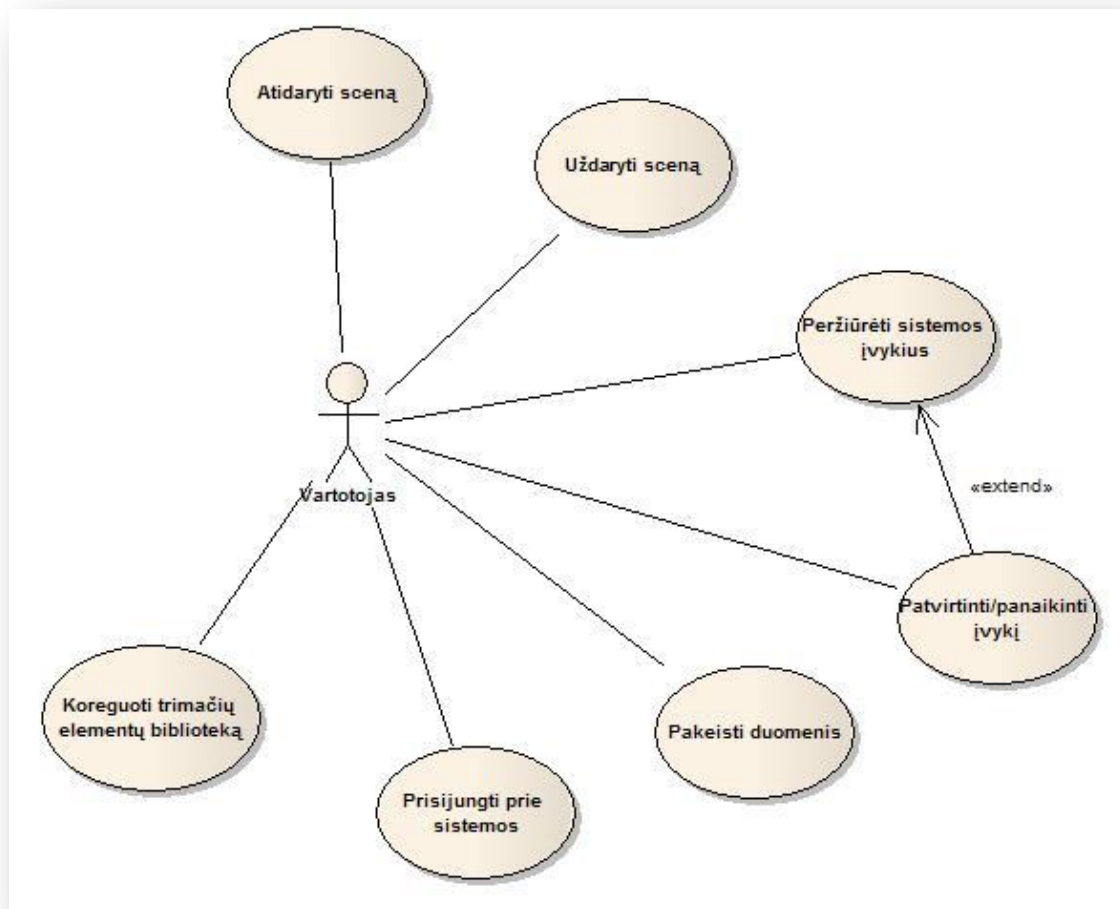 Atidaryti sceną
Uždaryti sceną
Peržiūrėti sistemos
įvykius
Vartotojas
«extend»
Patvirtinti/panaikinti
įvykį
Koreguoti trimačių
elementų biblioteką
Pakeisti duomenis
Prisijungti prie
sistemos